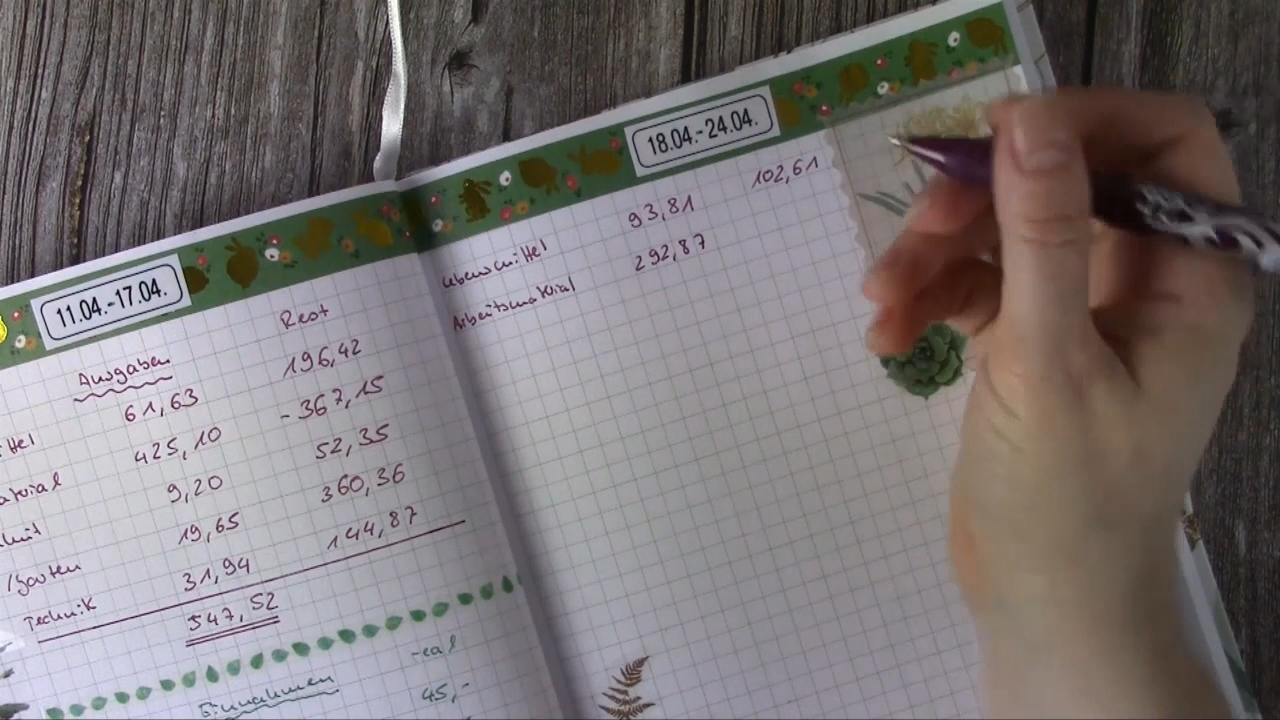 11.04.-17.04.
Ausgaben Rest
61,63 196,42
425,10 -367,15
9,20 52,35
19,65 360,36
Technik 31,94 144,87
547,52
Einnahmen
45,-
18.04.-24.04.
Lebensmittel 93,81 102,61
Arbeitsmaterial 292,87